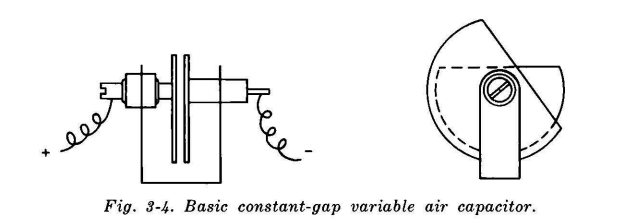 +
−
Fig. 3-4. Basic constant-gap variable air capacitor.